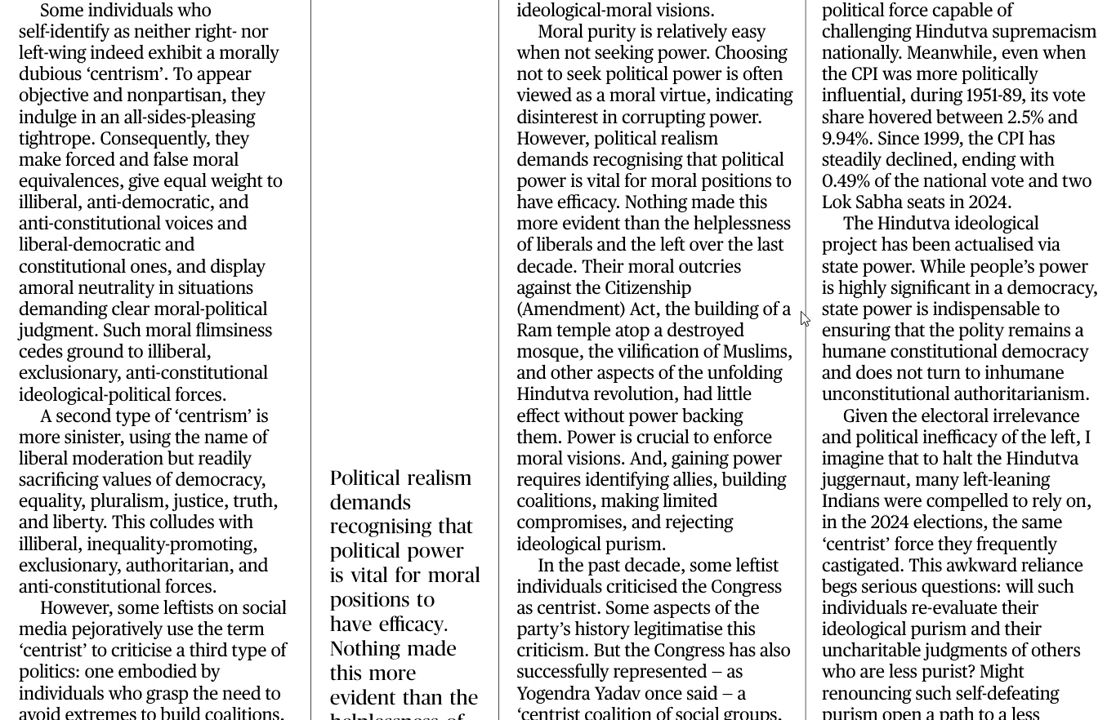 Some individuals who
self-identify as neither right- nor
left-wing indeed exhibit a morally
dubious ‘centrism’. To appear
objective and nonpartisan, they
indulge in an all-sides-pleasing
tightrope. Consequently, they
make forced and false moral
equivalences, give equal weight to
illiberal, anti-democratic, and
anti-constitutional voices and
liberal-democratic and
constitutional ones, and display
amoral neutrality in situations
demanding clear moral-political
judgment. Such moral flimsiness
cedes ground to illiberal,
exclusionary, anti-constitutional
ideological-political forces.
A second type of ‘centrism’ is
more sinister, using the name of
liberal moderation but readily
sacrificing values of democracy,
equality, pluralism, justice, truth,
and liberty. This colludes with
illiberal, inequality-promoting,
exclusionary, authoritarian, and
anti-constitutional forces.
However, some leftists on social
media pejoratively use the term
‘centrist’ to criticise a third type of
politics: one embodied by
individuals who grasp the need to
avoid extremes to build coalitions,
Political realism
demands
recognising that
political power
is vital for moral
positions to
have efficacy.
Nothing made
this more
evident than the
helplessness of
ideological-moral visions.
Moral purity is relatively easy
when not seeking power. Choosing
not to seek political power is often
viewed as a moral virtue, indicating
disinterest in corrupting power.
However, political realism
demands recognising that political
power is vital for moral positions to
have efficacy. Nothing made this
more evident than the helplessness
of liberals and the left over the last
decade. Their moral outcries
against the Citizenship
(Amendment) Act, the building of a
Ram temple atop a destroyed
mosque, the vilification of Muslims,
and other aspects of the unfolding
Hindutva revolution, had little
effect without power backing
them. Power is crucial to enforce
moral visions. And, gaining power
requires identifying allies, building
coalitions, making limited
compromises, and rejecting
ideological purism.
In the past decade, some leftist
individuals criticised the Congress
as centrist. Some aspects of the
party’s history legitimatise this
criticism. But the Congress has also
successfully represented – as
Yogendra Yadav once said – a
‘centrist coalition of social groups,
political force capable of
challenging Hindutva supremacism
nationally. Meanwhile, even when
the CPI was more politically
influential, during 1951-89, its vote
share hovered between 2.5% and
9.94%. Since 1999, the CPI has
steadily declined, ending with
0.49% of the national vote and two
Lok Sabha seats in 2024.
The Hindutva ideological
project has been actualised via
state power. While people’s power
is highly significant in a democracy,
state power is indispensable to
ensuring that the polity remains a
humane constitutional democracy
and does not turn to inhumane
unconstitutional authoritarianism.
Given the electoral irrelevance
and political inefficacy of the left, I
imagine that to halt the Hindutva
juggernaut, many left-leaning
Indians were compelled to rely on,
in the 2024 elections, the same
‘centrist’ force they frequently
castigated. This awkward reliance
begs serious questions: will such
individuals re-evaluate their
ideological purism and their
uncharitable judgments of others
who are less purist? Might
renouncing such self-defeating
purism open a path to a less